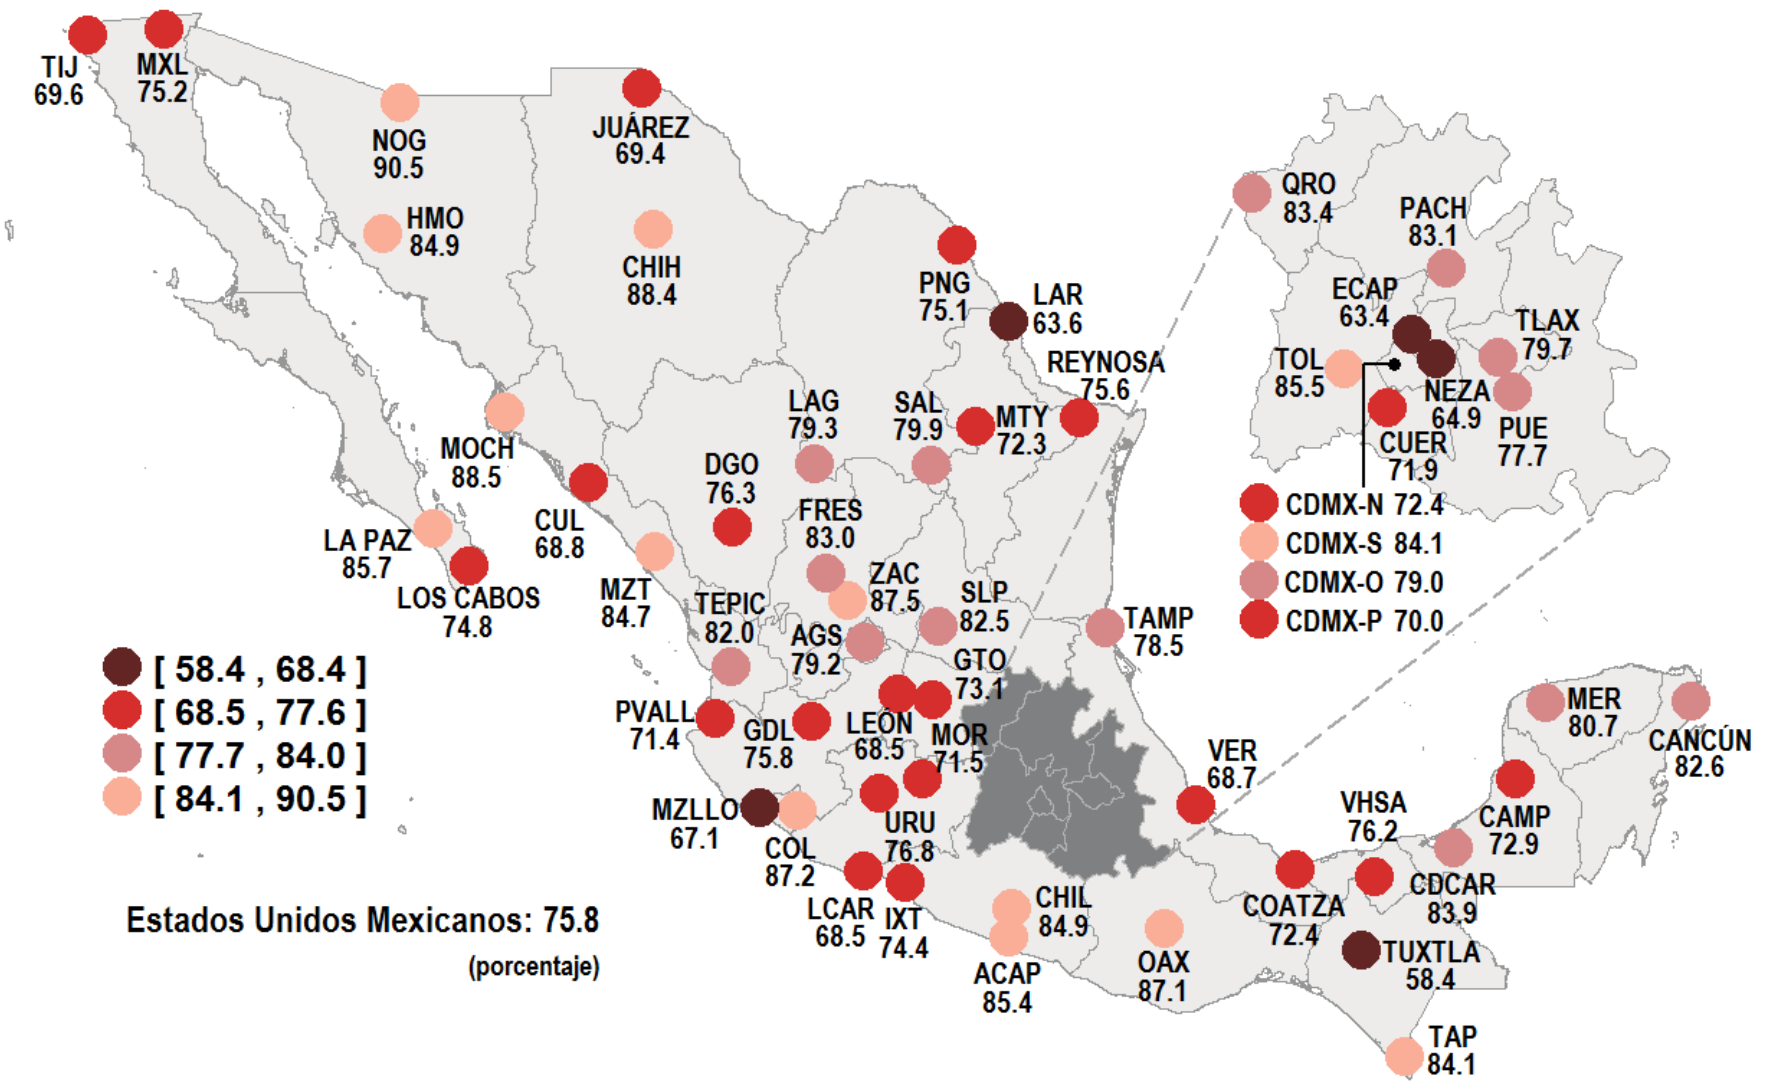 TIJ
69.6
MXL
75.2
NOG
90.5
HMO
84.9
JUÁREZ
69.4
CHIH
88.4
PNG
75.1
LAR
63.6
REYNOSA
75.6
MOCH
88.5
LAG
79.3
SAL
79.9
MTY
72.3
DGO
76.3
CUL
68.8
FRES
83.0
LA PAZ
85.7
LOS CABOS
74.8
MZT
84.7
ZAC
87.5
TEPIC
82.0
SLP
82.5
AGS
79.2
TAMP
78.5
GTO
73.1
PVALL
71.4
GDL
75.8
LEÓN
68.5
MOR
71.5
MZLLO
67.1
COL
87.2
URU
76.8
LCAR
68.5
IXT
74.4
CHIL
84.9
ACAP
85.4
OAX
87.1
VER
68.7
COATZA
72.4
VHSA
76.2
CDCAR
83.9
CAMP
72.9
MER
80.7
CANCÚN
82.6
TUXTLA
58.4
TAP
84.1
QRO
83.4
PACH
83.1
ECAP
63.4
TLAX
79.7
TOL
85.5
NEZA
64.9
PUE
77.7
CUER
71.9
CDMX-N 72.4
CDMX-S 84.1
CDMX-O 79.0
CDMX-P 70.0
[ 58.4 , 68.4 ]
[ 68.5 , 77.6 ]
[ 77.7 , 84.0 ]
[ 84.1 , 90.5 ]
Estados Unidos Mexicanos: 75.8
(porcentaje)